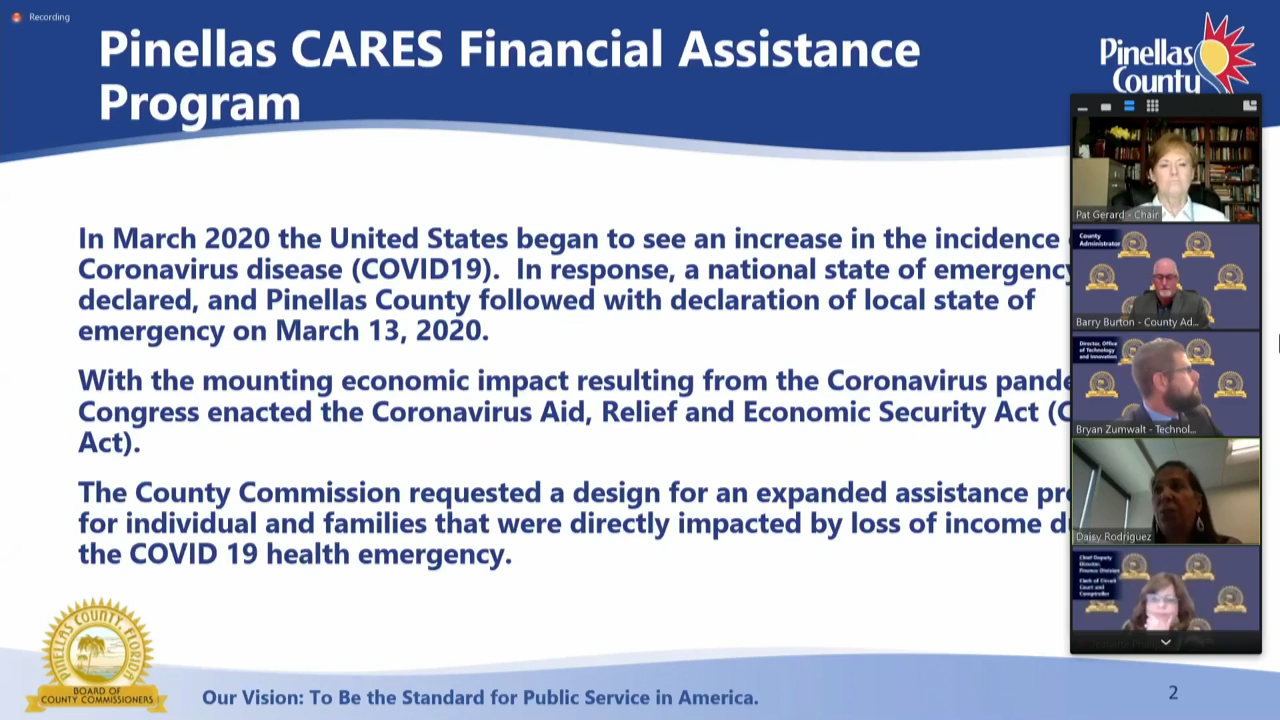 Recording
Pinellas CARES Financial Assistance
Program
Pinellas
County
In March 2020 the United States began to see an increase in the incidence
Coronavirus disease (COVID19).  In response, a national state of emergency
declared, and Pinellas County followed with declaration of local state of
emergency on March 13, 2020.
With the mounting economic impact resulting from the Coronavirus pande
Congress enacted the Coronavirus Aid, Relief and Economic Security Act (C
Act).
The County Commission requested a design for an expanded assistance pro
for individual and families that were directly impacted by loss of income du
the COVID 19 health emergency.
Pat Gerard - Chair
County
Administrator
Barry Burton - County Ad...
Director, Office
of Technology
and Innovation
Bryan Zumwalt - Technol...
Daisy Rodriguez
Chief Deputy
Director,
Finance Division
Clerk of Circuit
Court and
Comptroller
PINELLAS COUNTY, FLORIDA
BOARD OF
COUNTY COMMISSIONERS
Our Vision: To Be the Standard for Public Service in America.
2